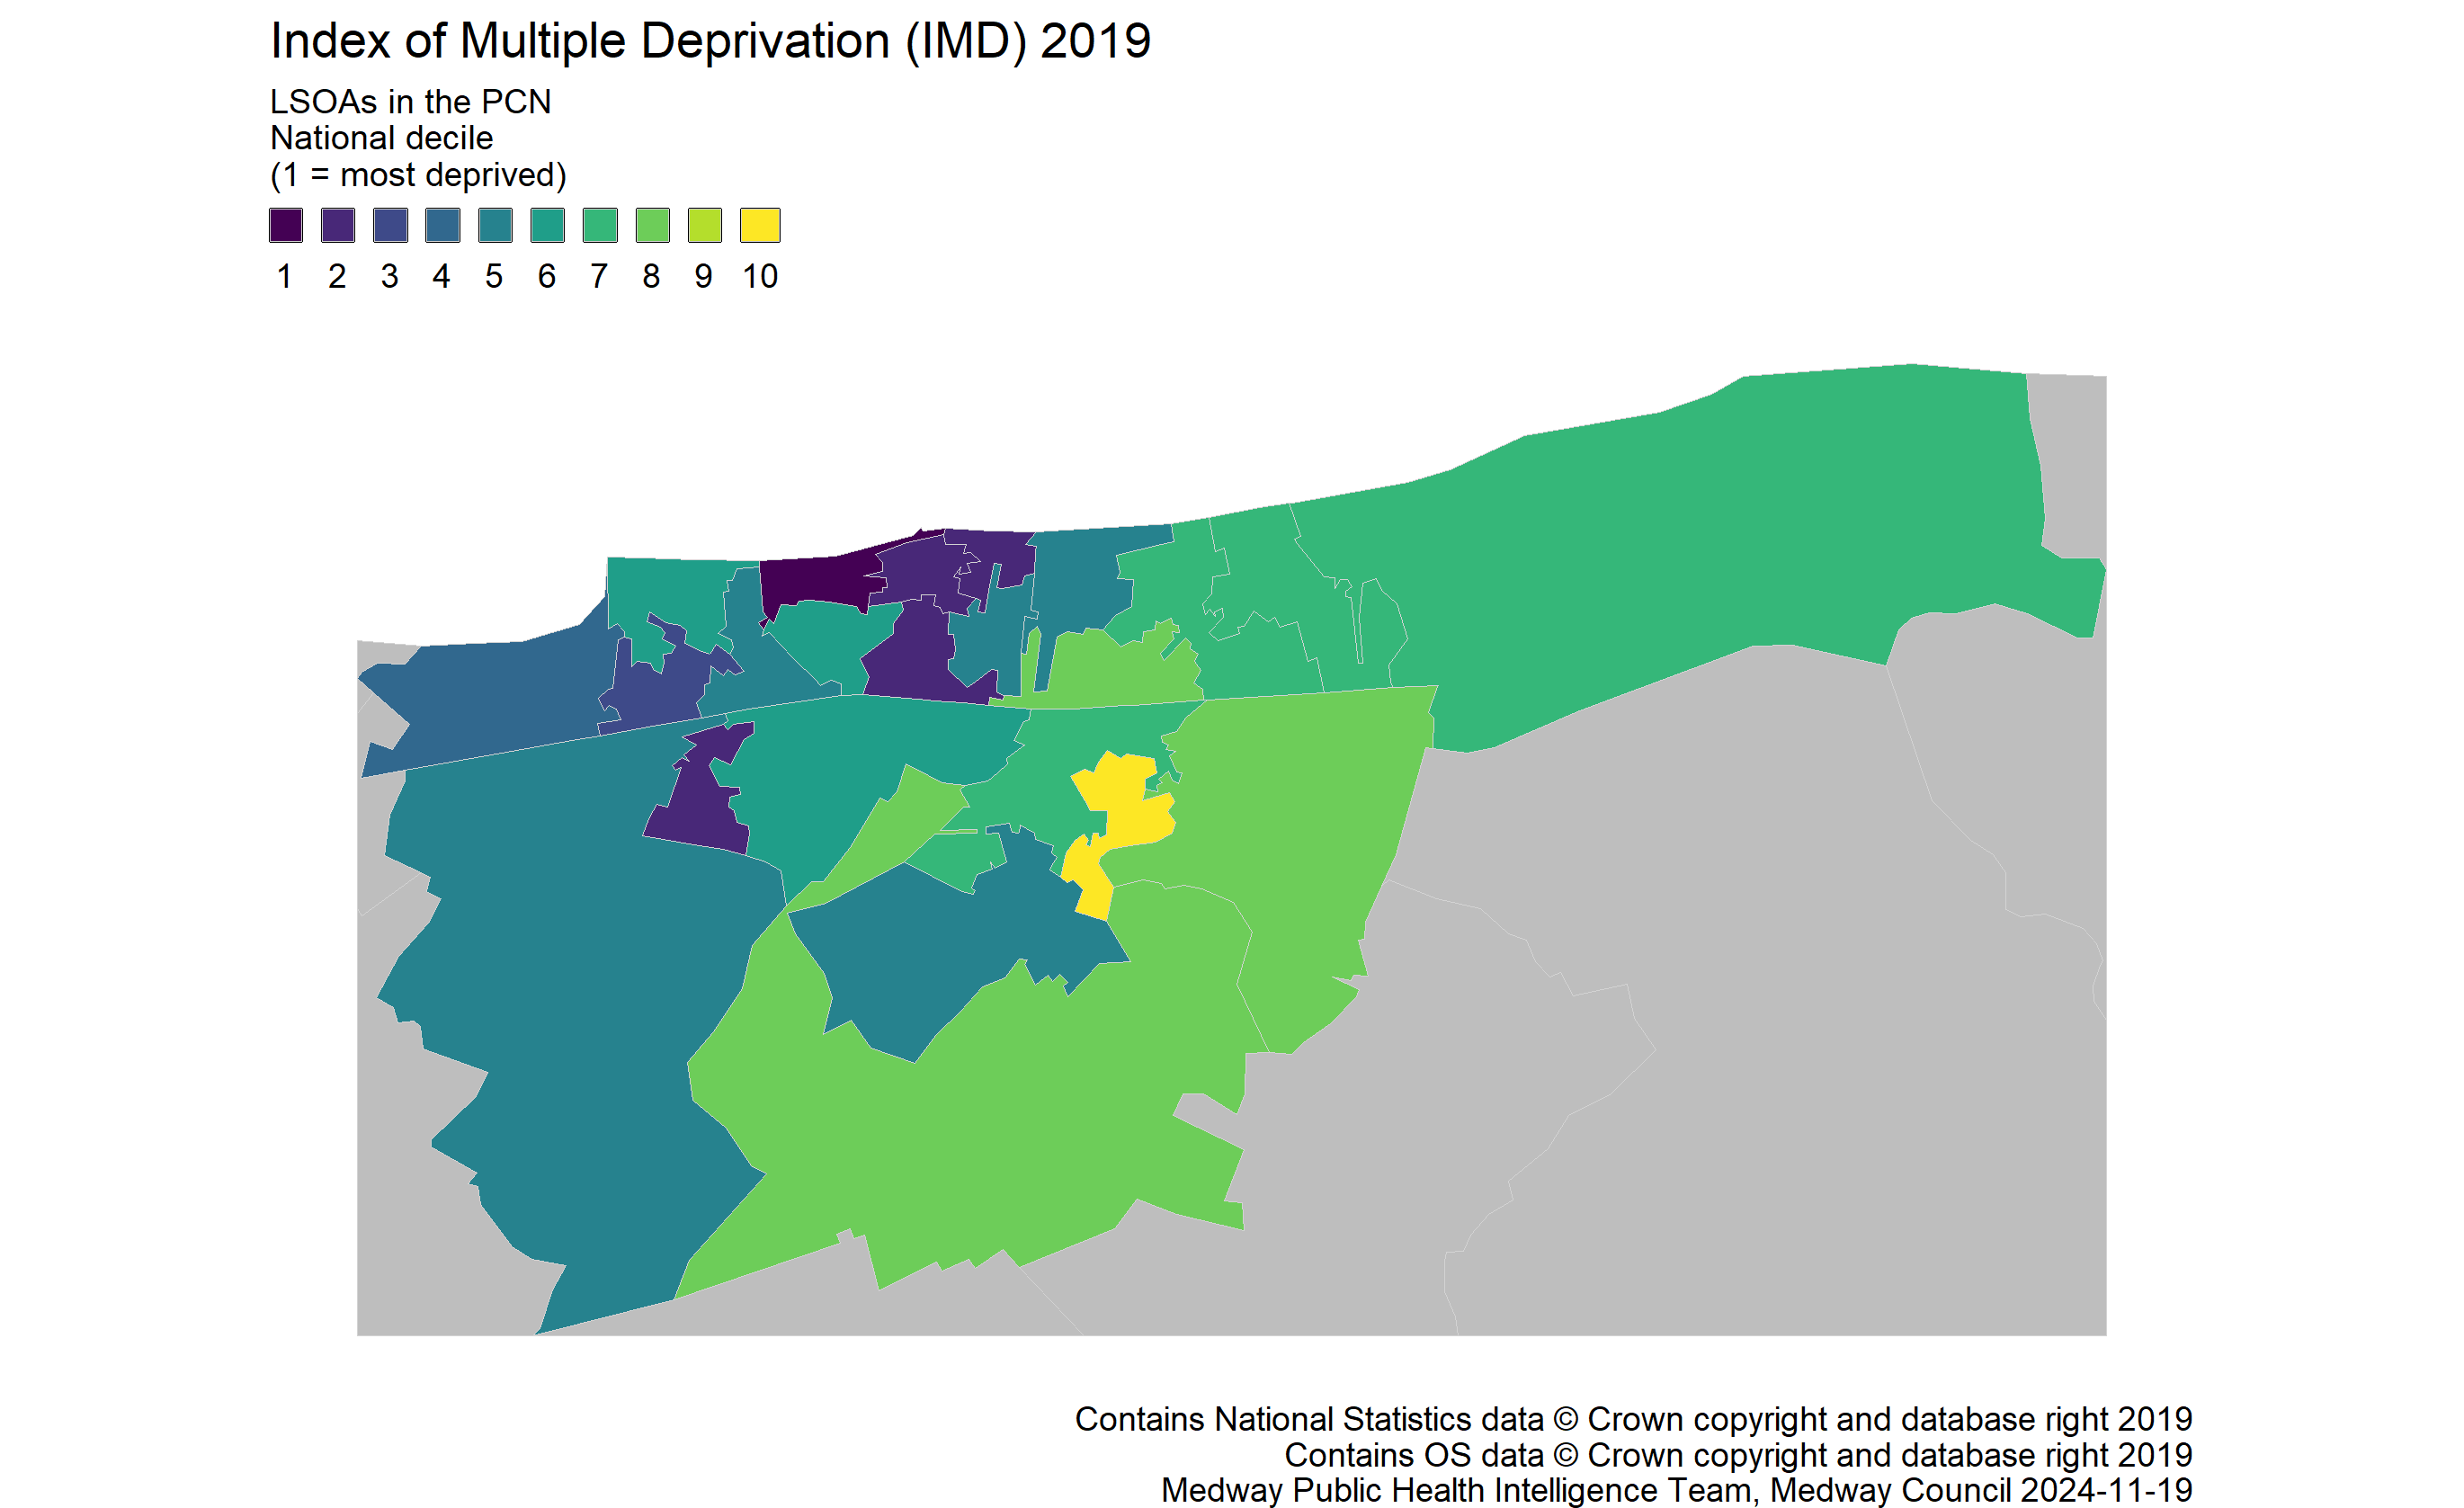 Index of Multiple Deprivation (IMD) 2019
LSOAs in the PCN
National decile
(1 = most deprived)
1 2 3 4 5 6 7 8 9 10
Contains National Statistics data © Crown copyright and database right 2019
Contains OS data © Crown copyright and database right 2019
Medway Public Health Intelligence Team, Medway Council 2024-11-19